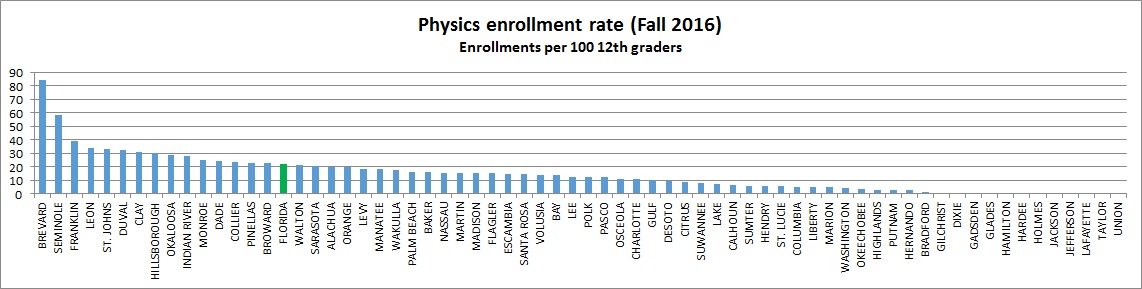 Physics enrollment rate (Fall 2016)
Enrollments per 100 12th graders
90
80
70
60
50
40
30
20
10
0
BREVARD
SEMINOLE
FRANKLIN
LEON
ST. JOHNS
DUVAL
CLAY
HILLSBOROUGH
OKALOOSA
INDIAN RIVER
MONROE
DADE
COLLIER
PINELLAS
BROWARD
FLORIDA
WALTON
SARASOTA
ALACHUA
ORANGE
LEVY
MANATEE
WAKULLA
PALM BEACH
BAKER
NASSAU
MARTIN
MADISON
FLAGLER
ESCAMBIA
SANTA ROSA
VOLUSIA
BAY
LEE
POLK
PASCO
OSCEOLA
CHARLOTTE
GULF
DESOTO
CITRUS
SUWANNEE
LAKE
CALHOUN
SUMTER
HENDRY
ST. LUCIE
COLUMBIA
LIBERTY
MARION
WASHINGTON
OKEECHOBEE
HIGHLANDS
PUTNAM
HERNANDO
BRADFORD
GILCHRIST
DIXIE
GADSDEN
GLADES
HAMILTON
HARDEE
HOLMES
JACKSON
JEFFERSON
LAFAYETTE
TAYLOR
UNION